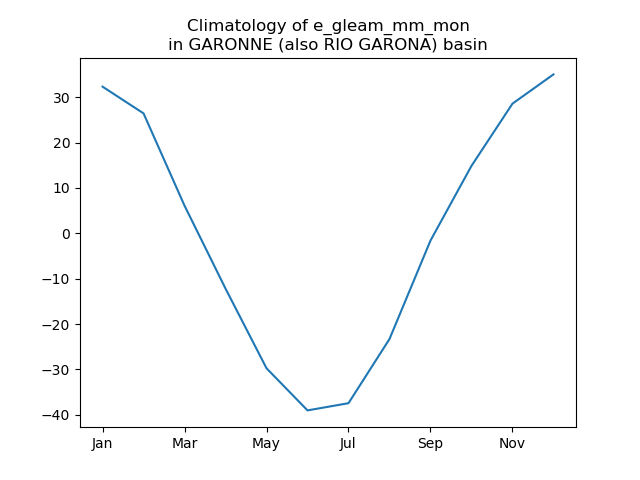 Climatology of e_gleam_mm_mon
in GARONNE (also RIO GARONA) basin
30
20
10
0
−10
−20
−30
−40
Jan Mar May Jul Sep Nov